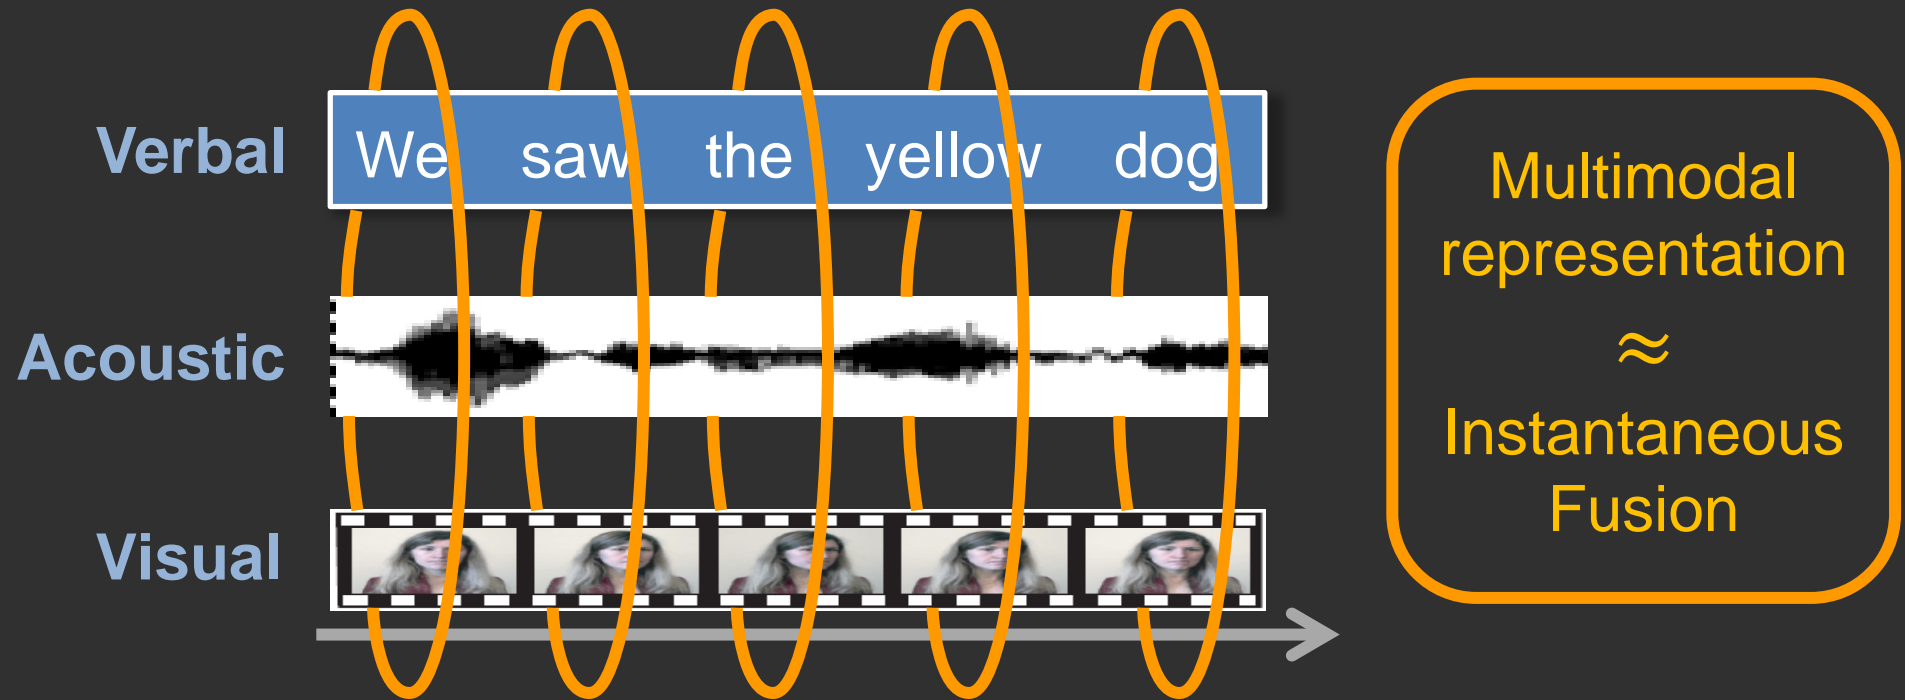 Verbal
We saw the yellow dog
Acoustic
Visual
Multimodal
representation
≈
Instantaneous
Fusion